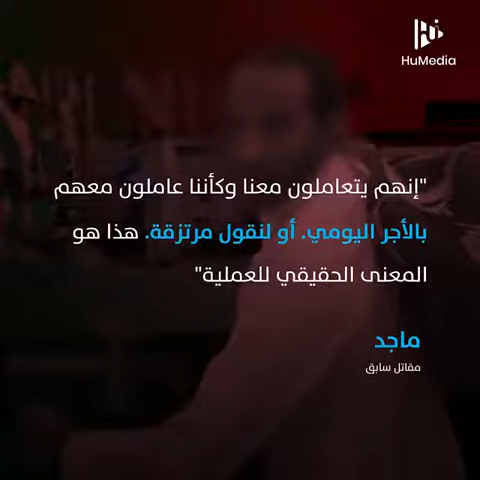 HuMedia
"إنهم يتعاملون معنا وكأننا عاملون معهم
بالأجر اليومي. أو لنقول مرتزقة. هذا هو
المعنى الحقيقي للعملية"
ماجد
مقاتل سابق